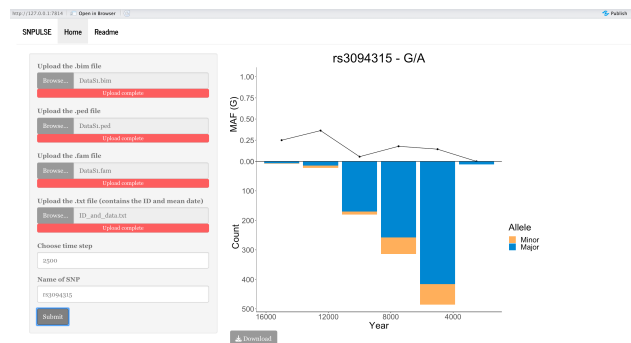 http://127.0.0.1:7814 Open in Browser Publish
SNPULSE Home Readme
Upload the .bim file
Browse... DataS1.bim
Upload complete
Upload the .ped file
Browse... DataS1.ped
Upload complete
Upload the .fam file
Browse... DataS1.fam
Upload complete
Upload the .txt file (contains the ID and mean date)
Browse... ID_and_data.txt
Upload complete
Choose time step
2500
Name of SNP
rs3094315
Submit
rs3094315 - G/A
MAF (G)
1.00
0.75
0.50
0.25
0.00
Count
100
200
300
400
500
16000 12000 8000 4000
Year
Allele
Minor
Major
Download